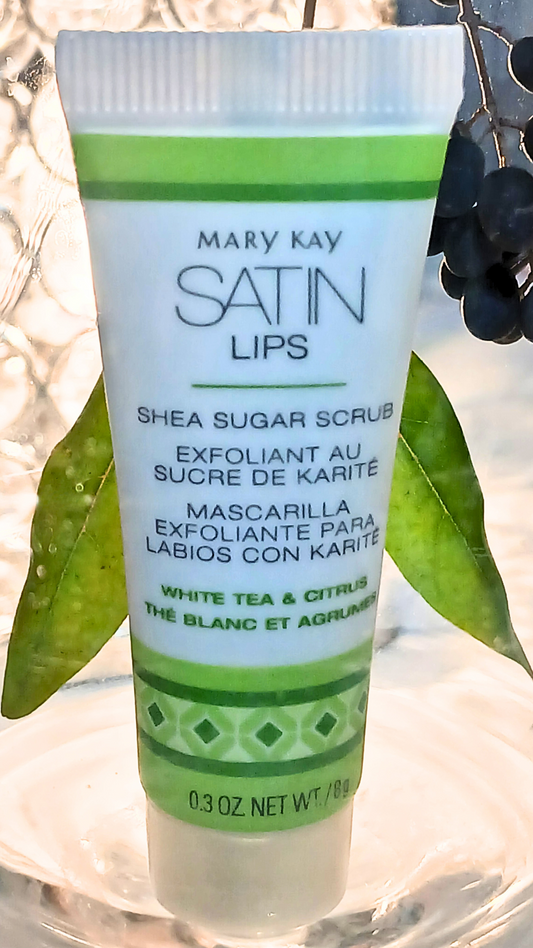 MARY KAY
SATIN
LIPS
SHEA SUGAR SCRUB
EXFOLIANT AU
SUCRE DE KARITÉ
MASCARILLA
EXFOLIANTE PARA
LABIOS CON KARITÉ
WHITE TEA & CITRUS
THÉ BLANC ET AGRUMES
0.3 OZ. NET WT. / 8 g